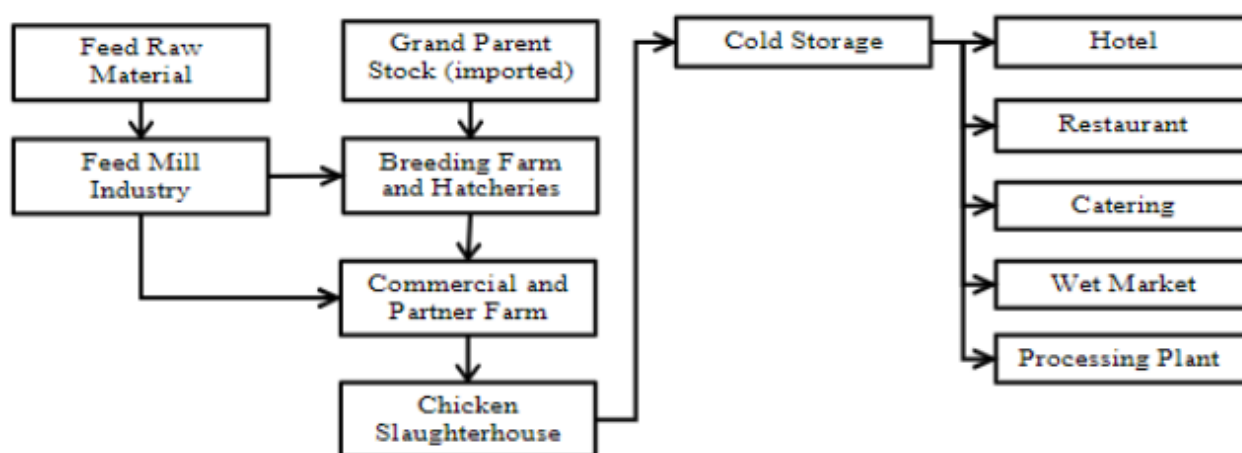 Feed Raw
Material
Grand Parent
Stock (imported)
Cold Storage
Hotel
Restaurant
Feed Mill
Industry
Breeding Farm
and Hatcheries
Catering
Commercial and
Partner Farm
Wet Market
Processing Plant
Chicken
Slaughterhouse